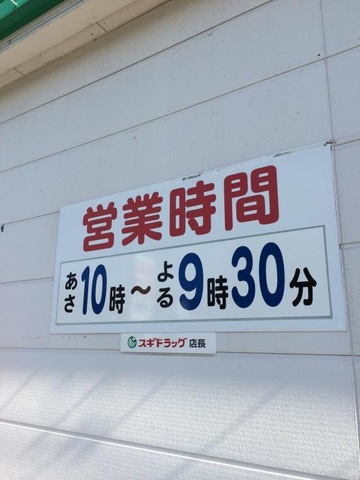 営業時間
あさ10時～よる9時30分
スギドラッグ 店長